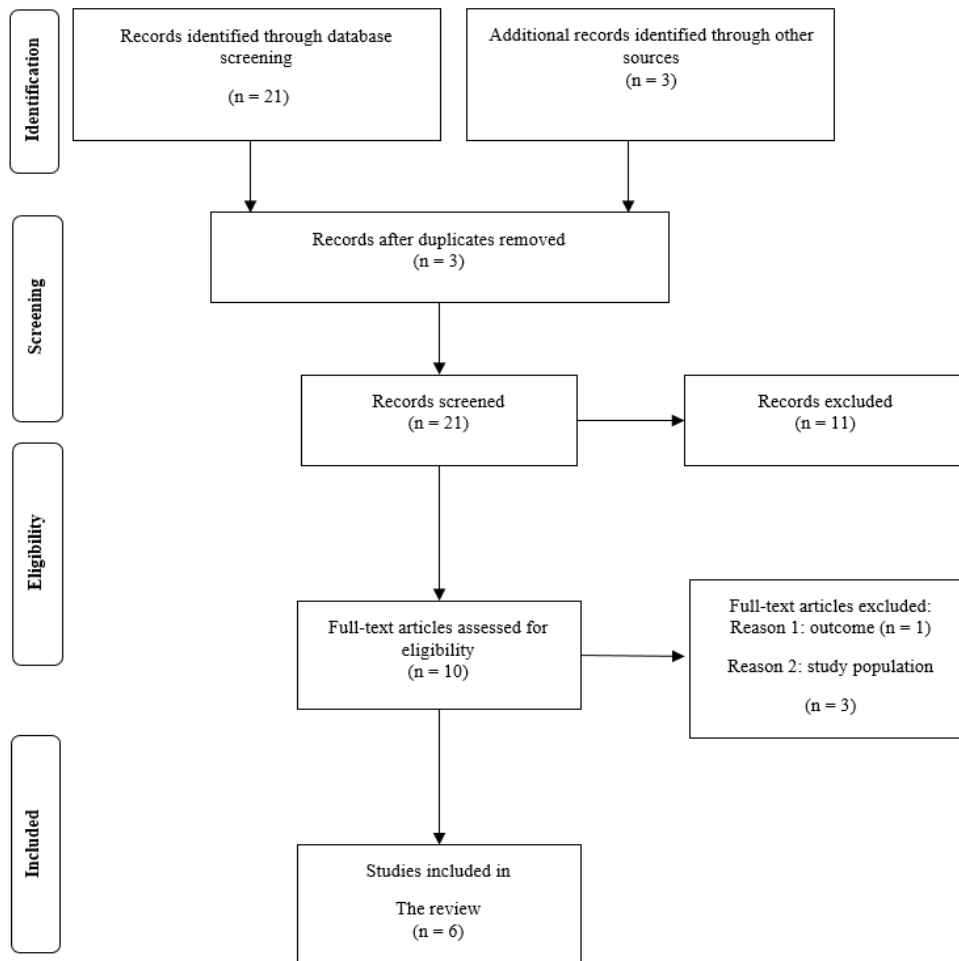 Identification
Records identified through database
screening
(n = 21)
Additional records identified through other
sources
(n = 3)
Screening
Records after duplicates removed
(n = 3)
Records screened
(n = 21)
Records excluded
(n = 11)
Eligibility
Full-text articles assessed for
eligibility
(n = 10)
Full-text articles excluded:
Reason 1: outcome (n = 1)
Reason 2: study population
(n = 3)
Included
Studies included in
The review
(n = 6)